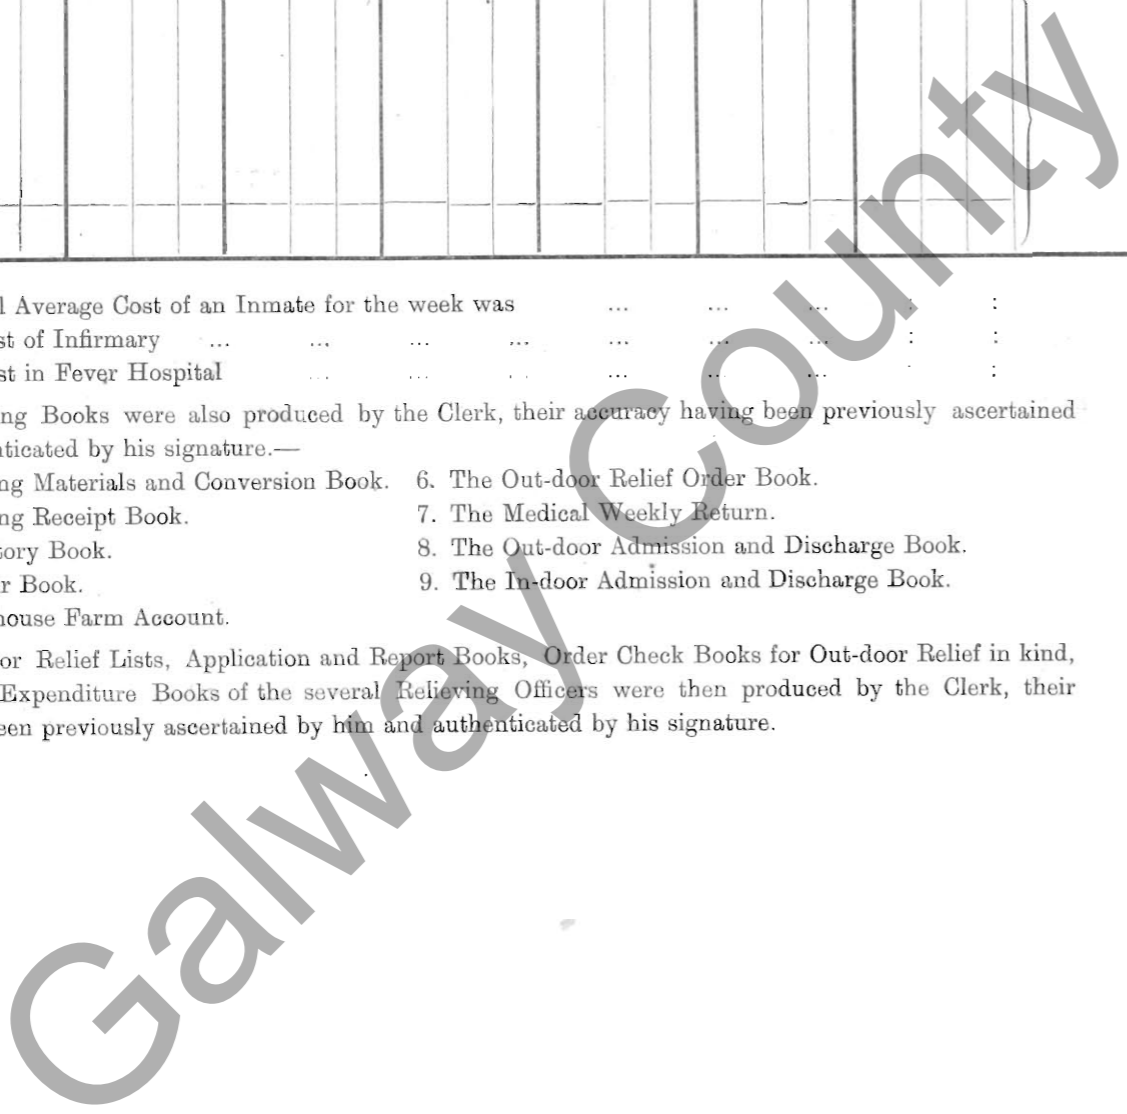 l Average Cost of an Inmate for the week was ... ... ... : :
st of Infirmary ... ... ... ... ... ... ... : :
st in Fever Hospital ... ... ... ... ... ... : :
ng Books were also produced by the Clerk, their accuracy having been previously ascertained
nticated by his signature.—
ng Materials and Conversion Book.
ng Receipt Book.
tory Book.
r Book.
house Farm Account.
6. The Out-door Relief Order Book.
7. The Medical Weekly Return.
8. The Out-door Admission and Discharge Book.
9. The In-door Admission and Discharge Book.
or Relief Lists, Application and Report Books, Order Check Books for Out-door Relief in kind,
Expenditure Books of the several Relieving Officers were then produced by the Clerk, their
een previously ascertained by him and authenticated by his signature.
Galway County